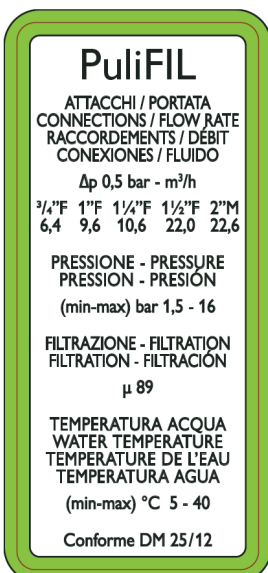 PuliFIL
ATTACCHI / PORTATA
CONNECTIONS / FLOW RATE
RACCORDEMENTS / DÉBIT
CONEXIONES / FLUIDO
Δp 0,5 bar - m³/h
³/₄”F 1”F 1¼”F 1½”F 2”M
6,4 9,6 10,6 22,0 22,6
PRESSIONE - PRESSURE
PRESSION - PRESIÓN
(min-max) bar 1,5 - 16
FILTRAZIONE - FILTRATION
FILTRATION - FILTRACIÓN
µ 89
TEMPERATURA ACQUA
WATER TEMPERATURE
TEMPERATURE DE L’EAU
TEMPERATURA AGUA
(min-max) °C 5 - 40
Conforme DM 25/12